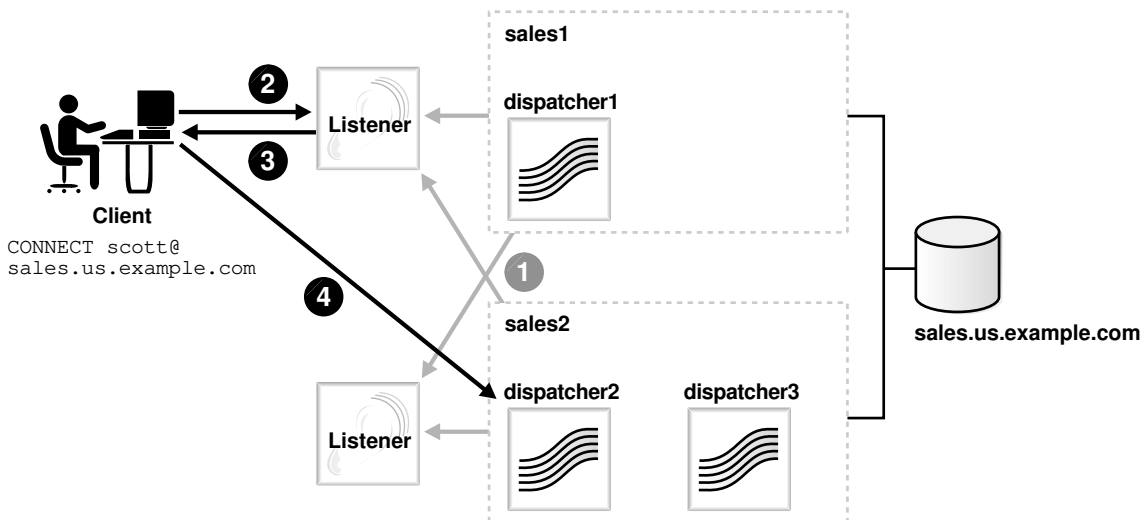 sales1
2
dispatcher1
Listener
3
Client
CONNECT scott@
sales.us.example.com
1
4
sales2
sales.us.example.com
dispatcher2
dispatcher3
Listener